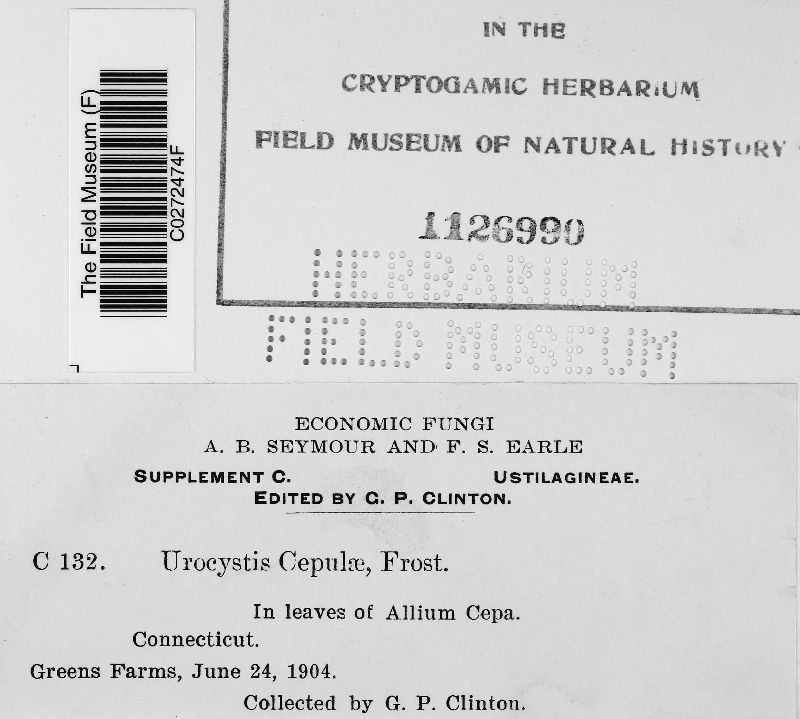 The Field Museum (F)
C0272474F
IN THE
CRYPTOGAMIC HERBARIUM
FIELD MUSEUM OF NATURAL HISTORY
1126990
HERBARIUM
FIELD MUSEUM
ECONOMIC FUNGI
A. B. SEYMOUR AND F. S. EARLE
SUPPLEMENT C. USTILAGINEAE.
EDITED BY G. P. CLINTON.
C 132. Urocystis Cepulæ, Frost.
In leaves of Allium Cepa.
Connecticut.
Greens Farms, June 24, 1904.
Collected by G. P. Clinton.